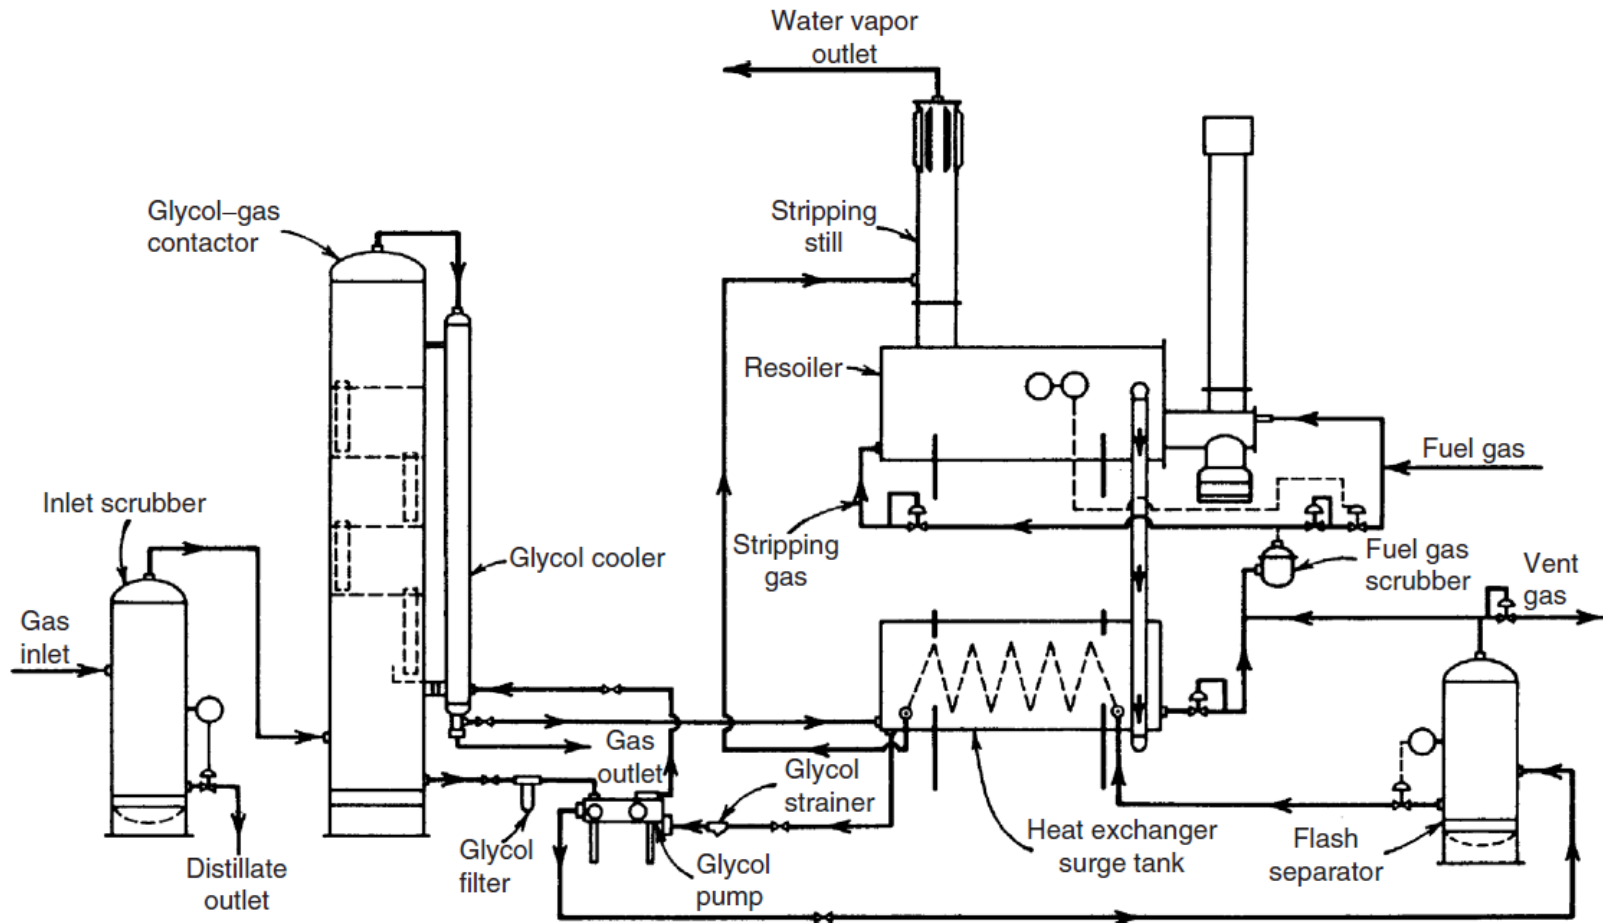 Water vapor
outlet
Glycol–gas
contactor
Stripping
still
Resoiler
Fuel gas
Inlet scrubber
Stripping
gas
Glycol cooler
Fuel gas
scrubber
Vent
gas
Gas
inlet
Gas
outlet
Glycol
strainer
Heat exchanger
surge tank
Flash
separator
Distillate
outlet
Glycol
filter
Glycol
pump